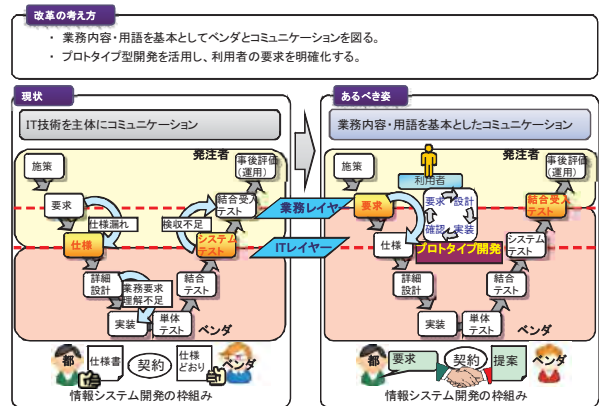 改革の考え方
・ 業務内容・用語を基本としてベンダとコミュニケーションを図る。
・ プロトタイプ型開発を活用し、利用者の要求を明確化する。
現状
IT技術を主体にコミュニケーション
発注者
施策
事後評価
(運用)
要求
結合受入
テスト
仕様漏れ
検収不足
仕様
システム
テスト
詳細
設計
業務要求
理解不足
結合
テスト
実装
単体
テスト
ベンダ
都
仕様書
契約
仕様
どおり
ベンダ
情報システム開発の枠組み
業務レイヤー
ITレイヤー
あるべき姿
業務内容・用語を基本としたコミュニケーション
発注者
施策
利用者
事後評価
(運用)
要求
要求
設計
確認
実装
結合受入
テスト
仕様
プロトタイプ開発
システム
テスト
詳細
設計
結合
テスト
実装
単体
テスト
ベンダ
都
要求
契約
提案
ベンダ
情報システム開発の枠組み